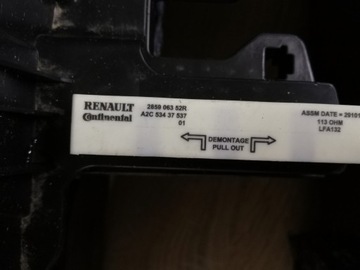 RENAULT
Continental
2859 063 52R
A2C 534 37 537
01
DEMONTAGE
PULL OUT
ASSM DATE =
113 OHM
LFA132